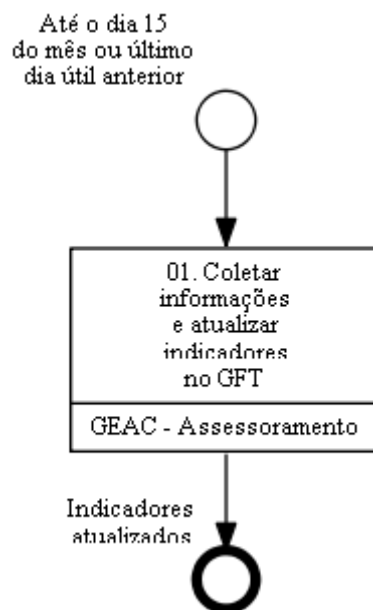 Até o dia 15
do mês ou último
dia útil anterior
01. Coletar
informações
e atualizar
indicadores
no GFT
GEAC - Assessoramento
Indicadores
atualizados